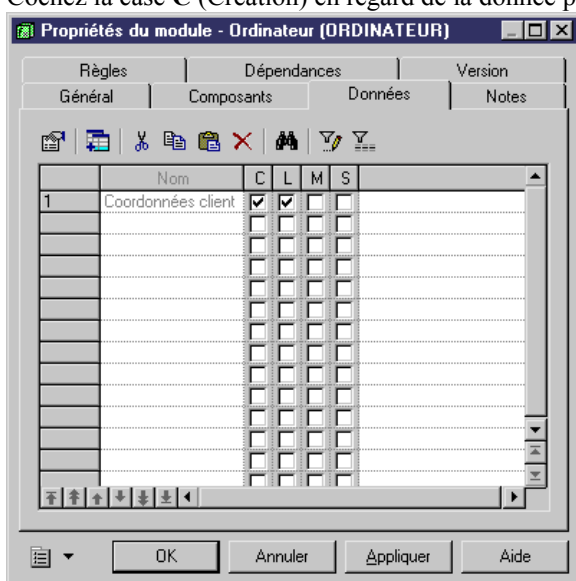 Cochez la case C (Création) en regard de la donnée p
Propriétés du module - Ordinateur (ORDINATEUR)
Règles Dépendances Version
Général Composants Données Notes
Nom C L M S
1 Coordonnées client
OK Annuler Appliquer Aide